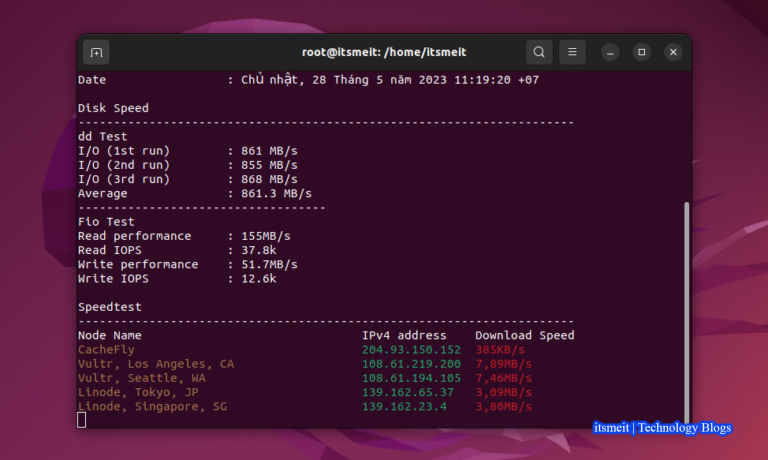 root@itsmeit: /home/itsmeit
Date : Chủ nhật, 28 Tháng 5 năm 2023 11:19:20 +07
Disk Speed
----------------------------------------------------------------------
dd Test
I/O (1st run) : 861 MB/s
I/O (2nd run) : 855 MB/s
I/O (3rd run) : 868 MB/s
Average : 861.3 MB/s
-----------------------------------
Fio Test
Read performance : 155MB/s
Read IOPS : 37.8k
Write performance : 51.7MB/s
Write IOPS : 12.6k
Speedtest
----------------------------------------------------------------------
Node Name IPv4 address Download Speed
CacheFly 204.93.150.152 385KB/s
Vultr, Los Angeles, CA 108.61.219.200 7,89MB/s
Vultr, Seattle, WA 108.61.194.105 7,46MB/s
Linode, Tokyo, JP 139.162.65.37 3,09MB/s
Linode, Singapore, SG 139.162.23.4 3,80MB/s
itsmeit | Technology Blogs